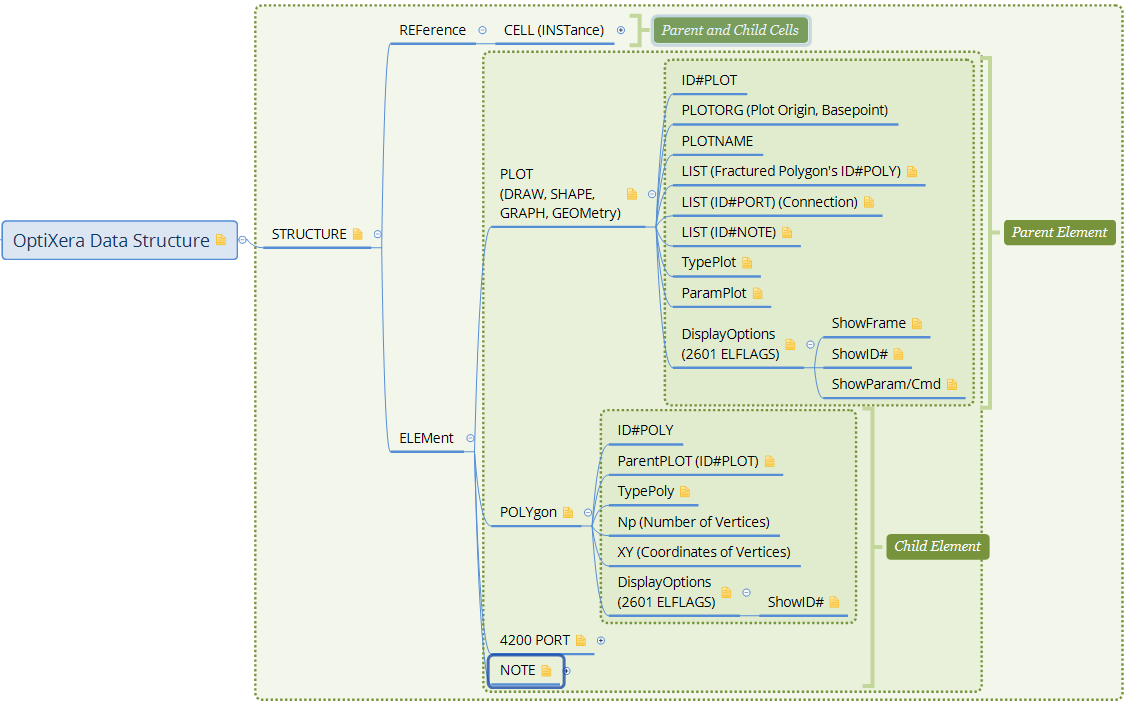 OptiXera Data Structure
STRUCTURE
REFerence
CELL (INSTance)
Parent and Child Cells
ELEMent
PLOT
(DRAW, SHAPE,
GRAPH, GEOMetry)
ID#PLOT
PLOTORG (Plot Origin, Basepoint)
PLOTNAME
LIST (Fractured Polygon's ID#POLY)
LIST (ID#PORT) (Connection)
LIST (ID#NOTE)
TypePlot
ParamPlot
DisplayOptions
(2601 ELFLAGS)
ShowFrame
ShowID#
ShowParam/Cmd
Parent Element
POLYgon
ID#POLY
ParentPLOT (ID#PLOT)
TypePoly
Np (Number of Vertices)
XY (Coordinates of Vertices)
DisplayOptions
(2601 ELFLAGS)
ShowID#
Child Element
4200 PORT
NOTE